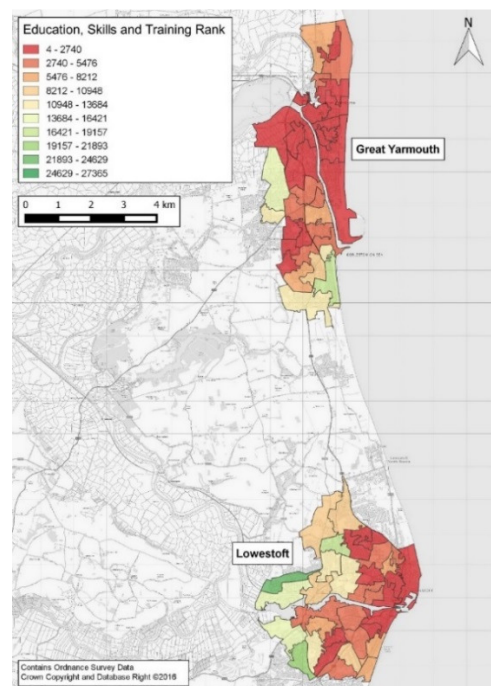 Education, Skills and Training Rank
4 - 2740
2740 - 5476
5476 - 8212
8212 - 10948
10948 - 13684
13684 - 16421
16421 - 19157
19157 - 21893
21893 - 24629
24629 - 27365
N
0 1 2 3 4 km
Great Yarmouth
Lowestoft
Contains Ordnance Survey Data
Crown Copyright and Database Right ©2016